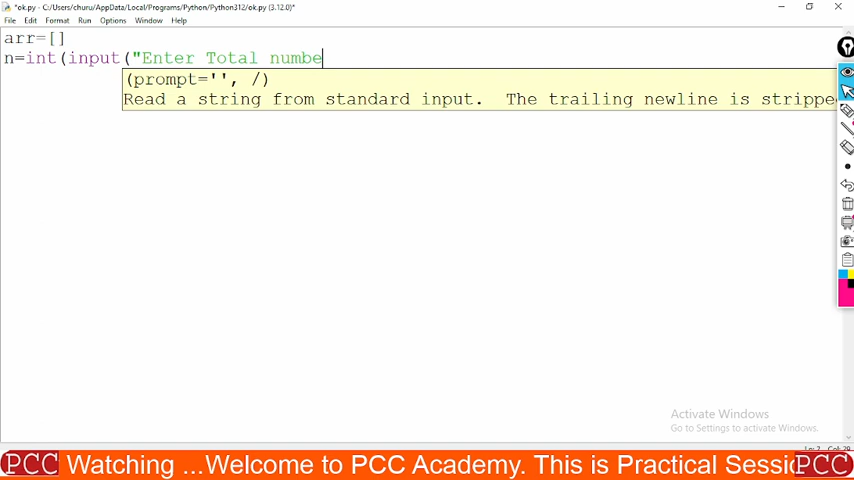 *ok.py - C:/Users/churu/AppData/Local/Programs/Python/Python312/ok.py (3.12.0)*
File Edit Format Run Options Window Help
arr=[]
n=int(input("Enter Total numbe
(prompt='', /)
Read a string from standard input.  The trailing newline is strippe
Activate Windows
Go to Settings to activate Windows.
PCC Watching ...Welcome to PCC Academy. This is Practical Sessi PCC